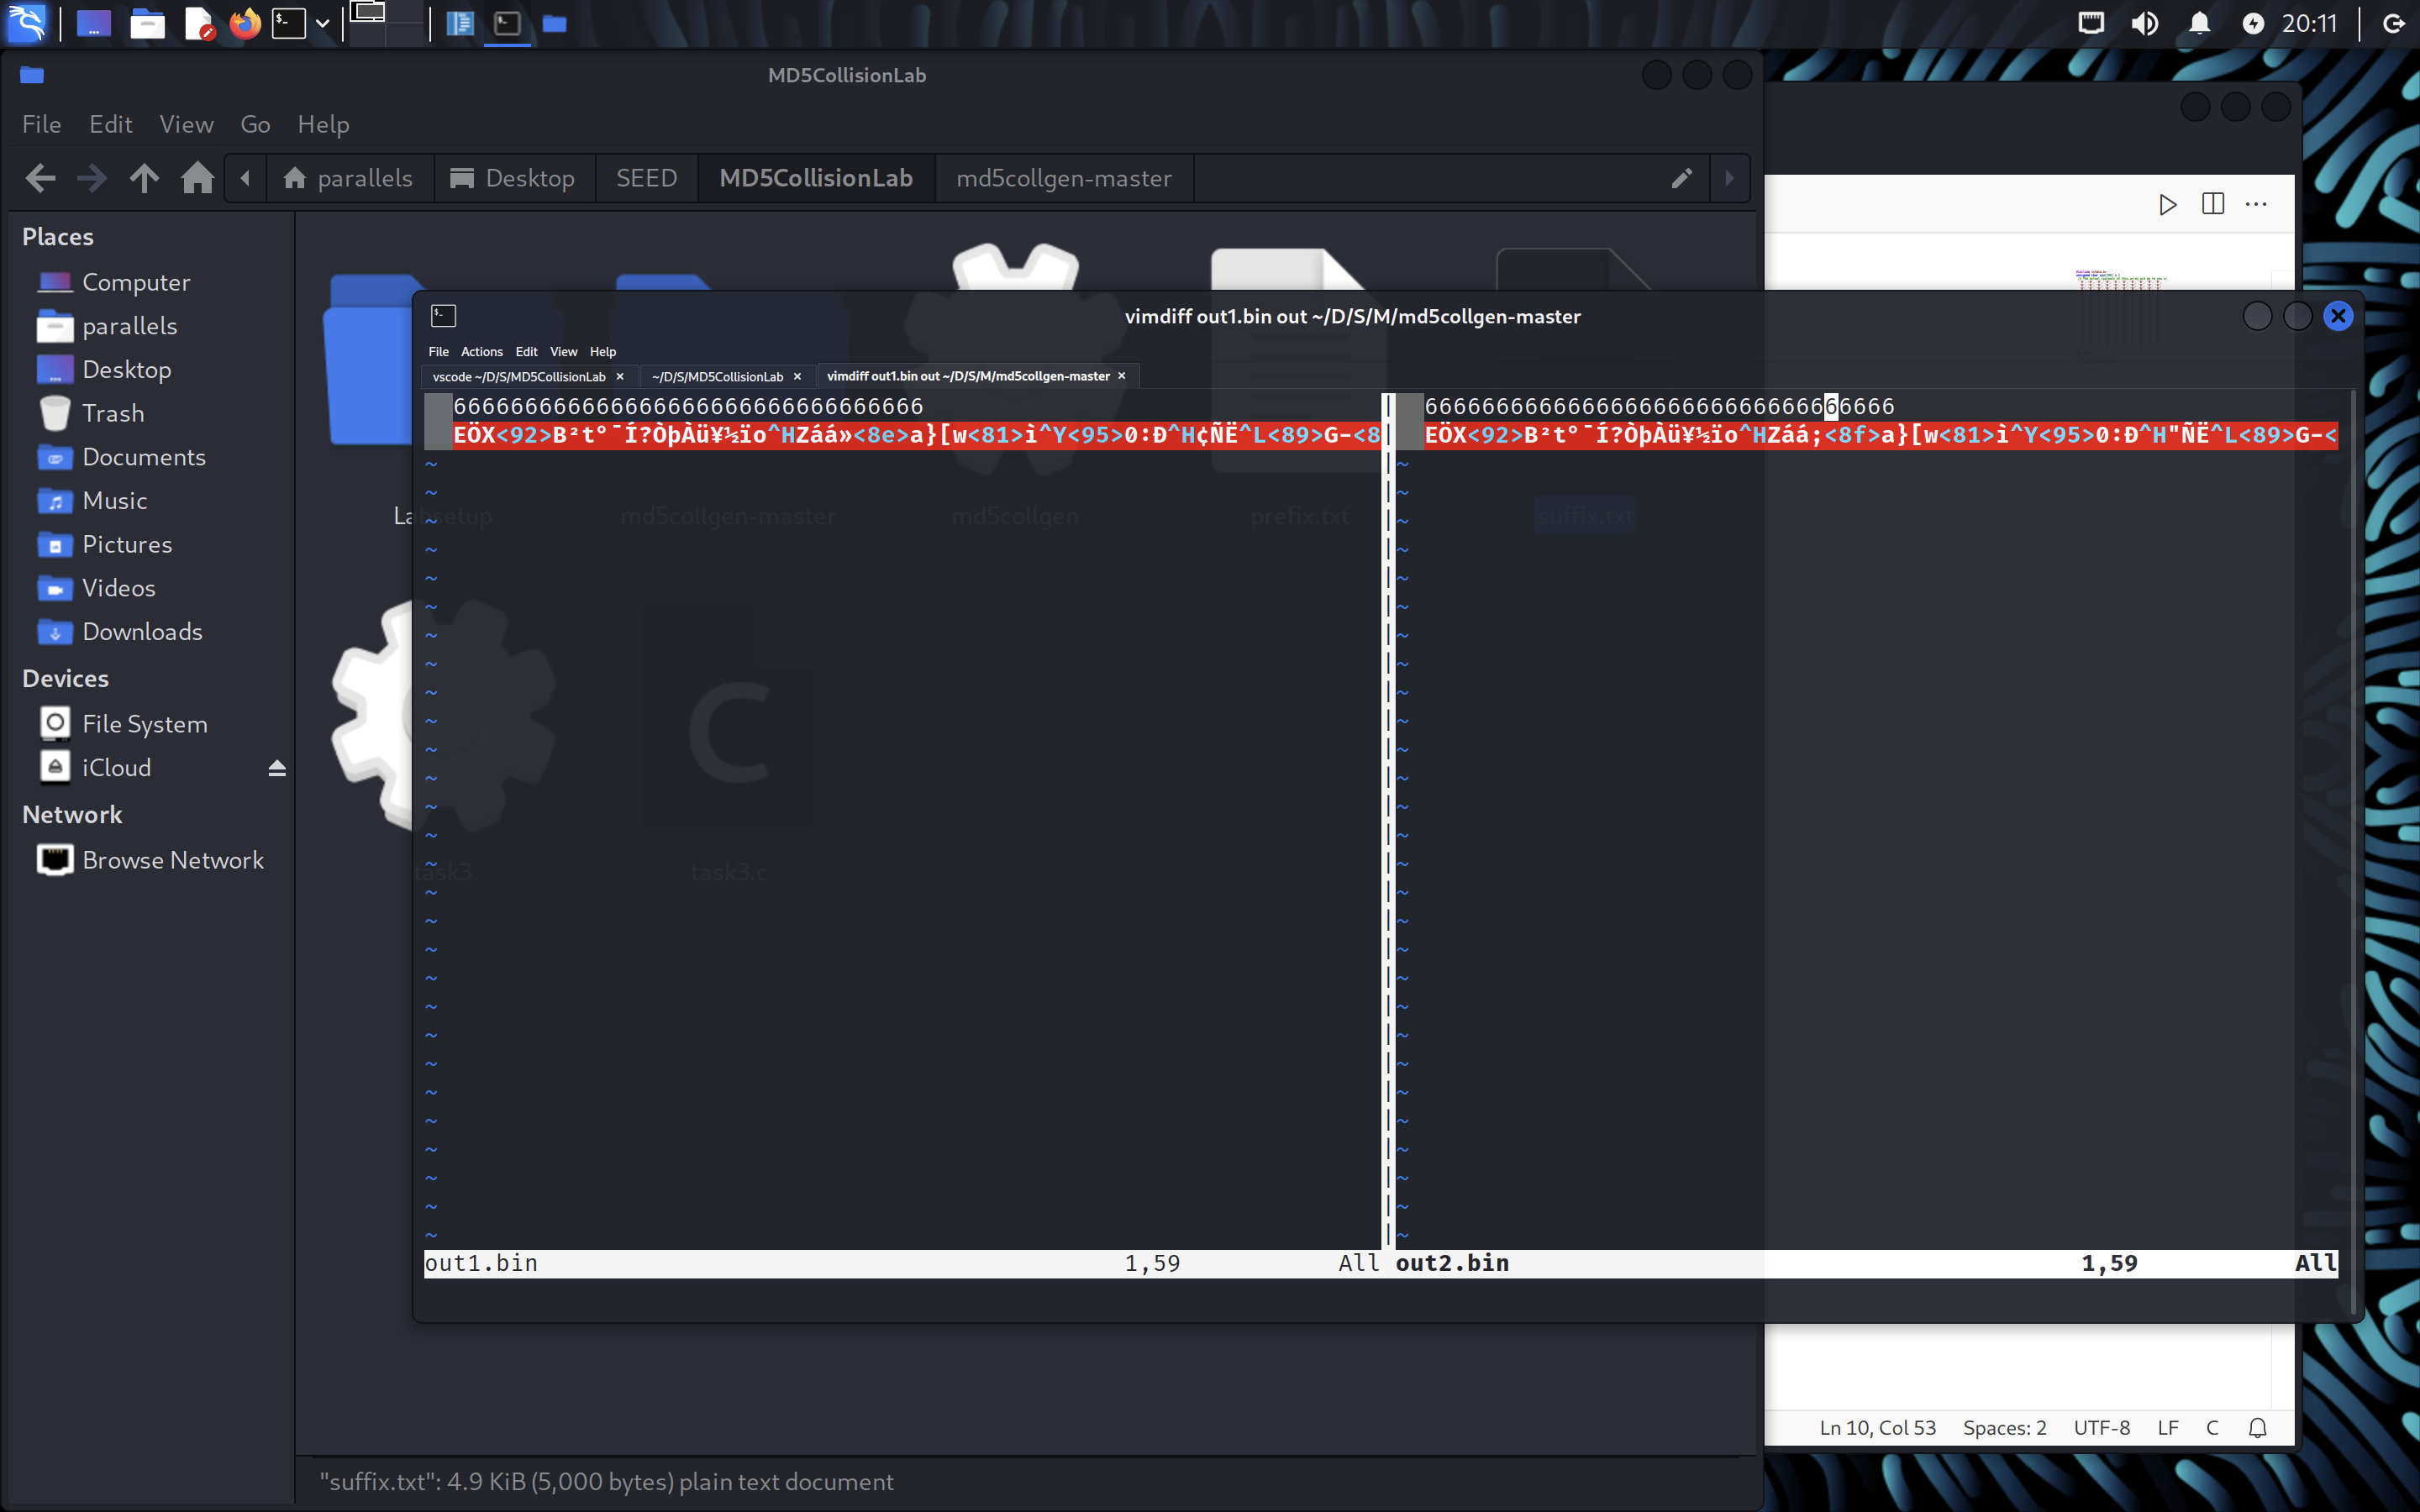 20:11
MD5CollisionLab
File Edit View Go Help
parallels Desktop SEED MD5CollisionLab md5collgen-master
Places
Computer
parallels
Desktop
Trash
Documents
Music
Pictures
Videos
Downloads
Devices
File System
iCloud
Network
Browse Network
Labsetup md5collgen-master md5collgen prefix.txt suffix.txt
task3 task3.c
vimdiff out1.bin out ~/D/S/M/md5collgen-master
File Actions Edit View Help
vscode ~/D/S/MD5CollisionLab × ~/D/S/MD5CollisionLab × vimdiff out1.bin out ~/D/S/M/md5collgen-master ×
666666666666666666666666666666666 666666666666666666666666666666666
EÖX<92>B²t°¯Í?ÒþÀü¥½ïo^HZáá»<8e>a}[w<81>ì^Y<95>0:Ð^H¢ÑË^L<89>G-<8 EÖX<92>B²t°¯Í?ÒþÀü¥½ïo^HZáá;<8f>a}[w<81>ì^Y<95>0:Ð^H"ÑË^L<89>G-<
out1.bin 1,59 All out2.bin 1,59 All
Ln 10, Col 53 Spaces: 2 UTF-8 LF C
"suffix.txt": 4.9 KiB (5,000 bytes) plain text document